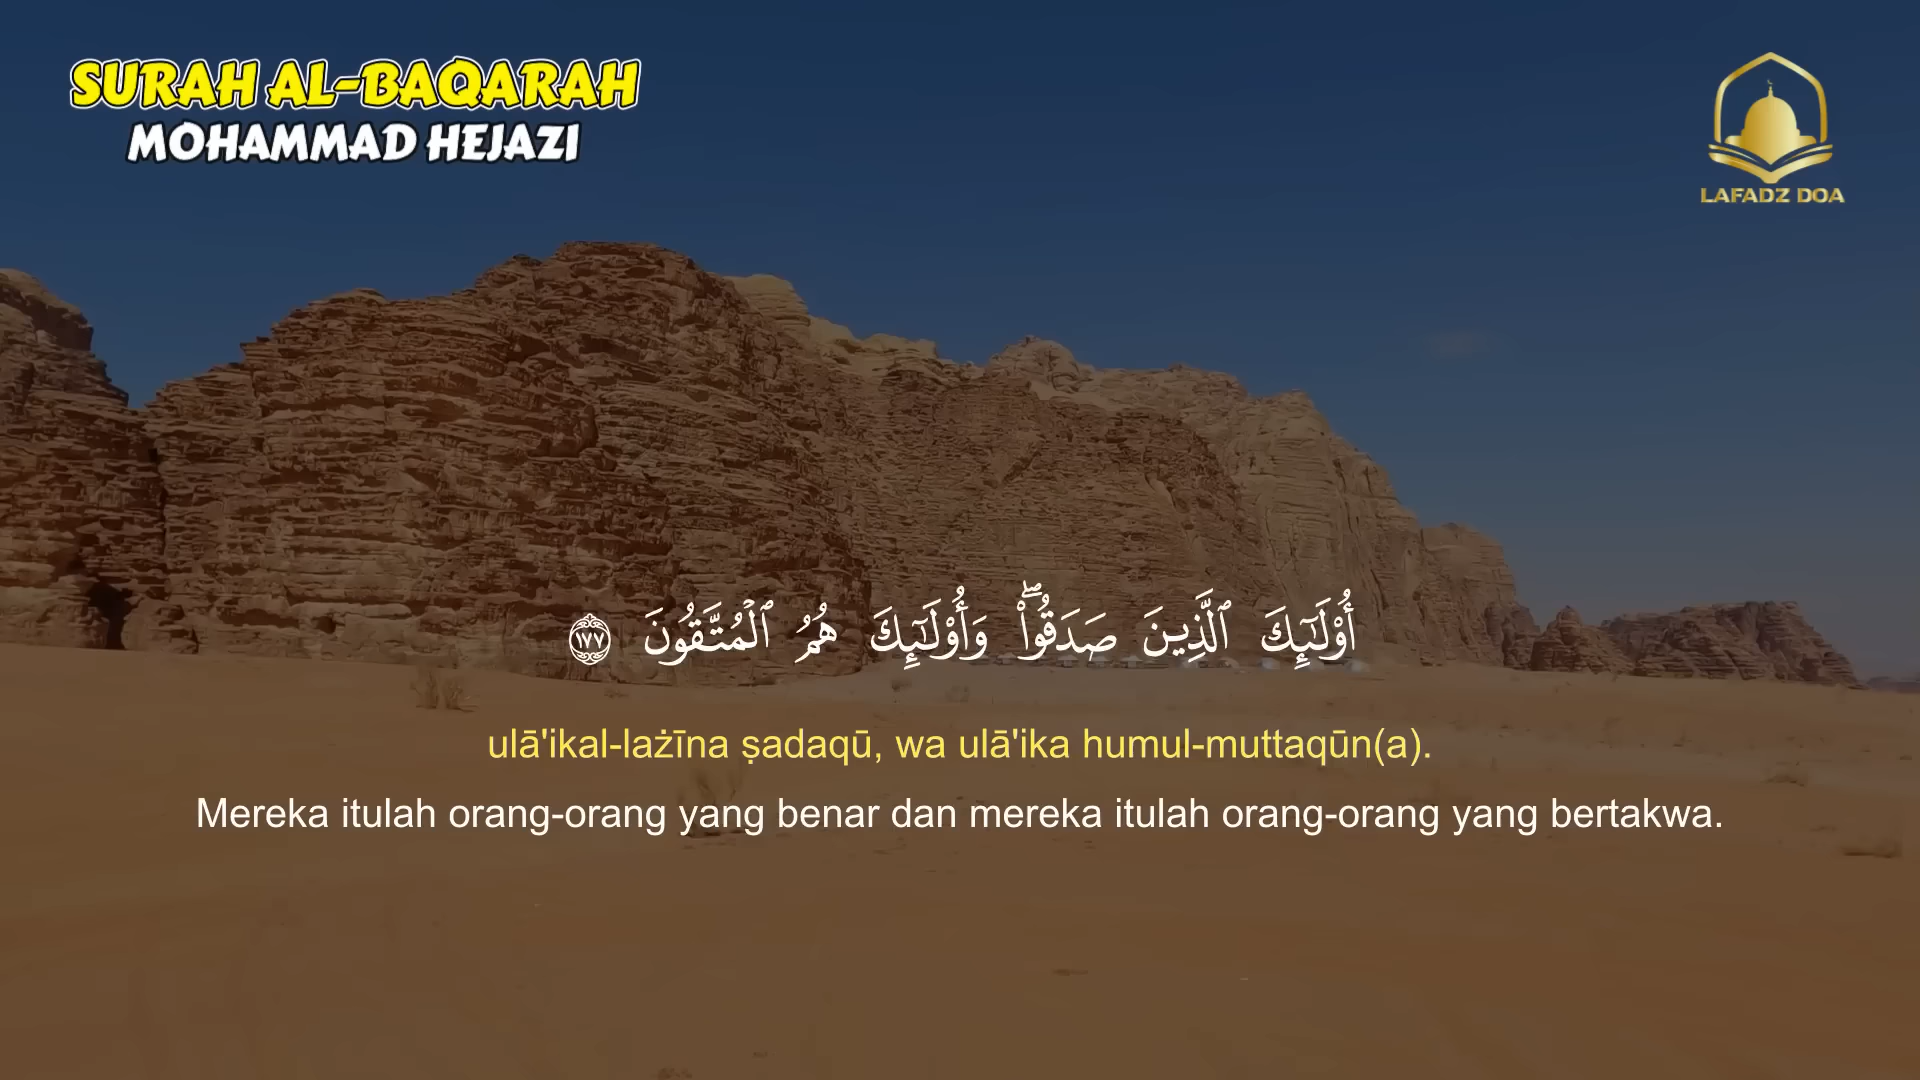 SURAH AL-BAQARAH
MOHAMMAD HEJAZI
LAFADZ DOA
أُو۟لَـٰٓئِكَ ٱلَّذِينَ صَدَقُوا۟ۖ وَأُو۟لَـٰٓئِكَ هُمُ ٱلْمُتَّقُونَ ١٧٧
ulā'ikal-lażīna ṣadaqū, wa ulā'ika humul-muttaqūn(a).
Mereka itulah orang-orang yang benar dan mereka itulah orang-orang yang bertakwa.